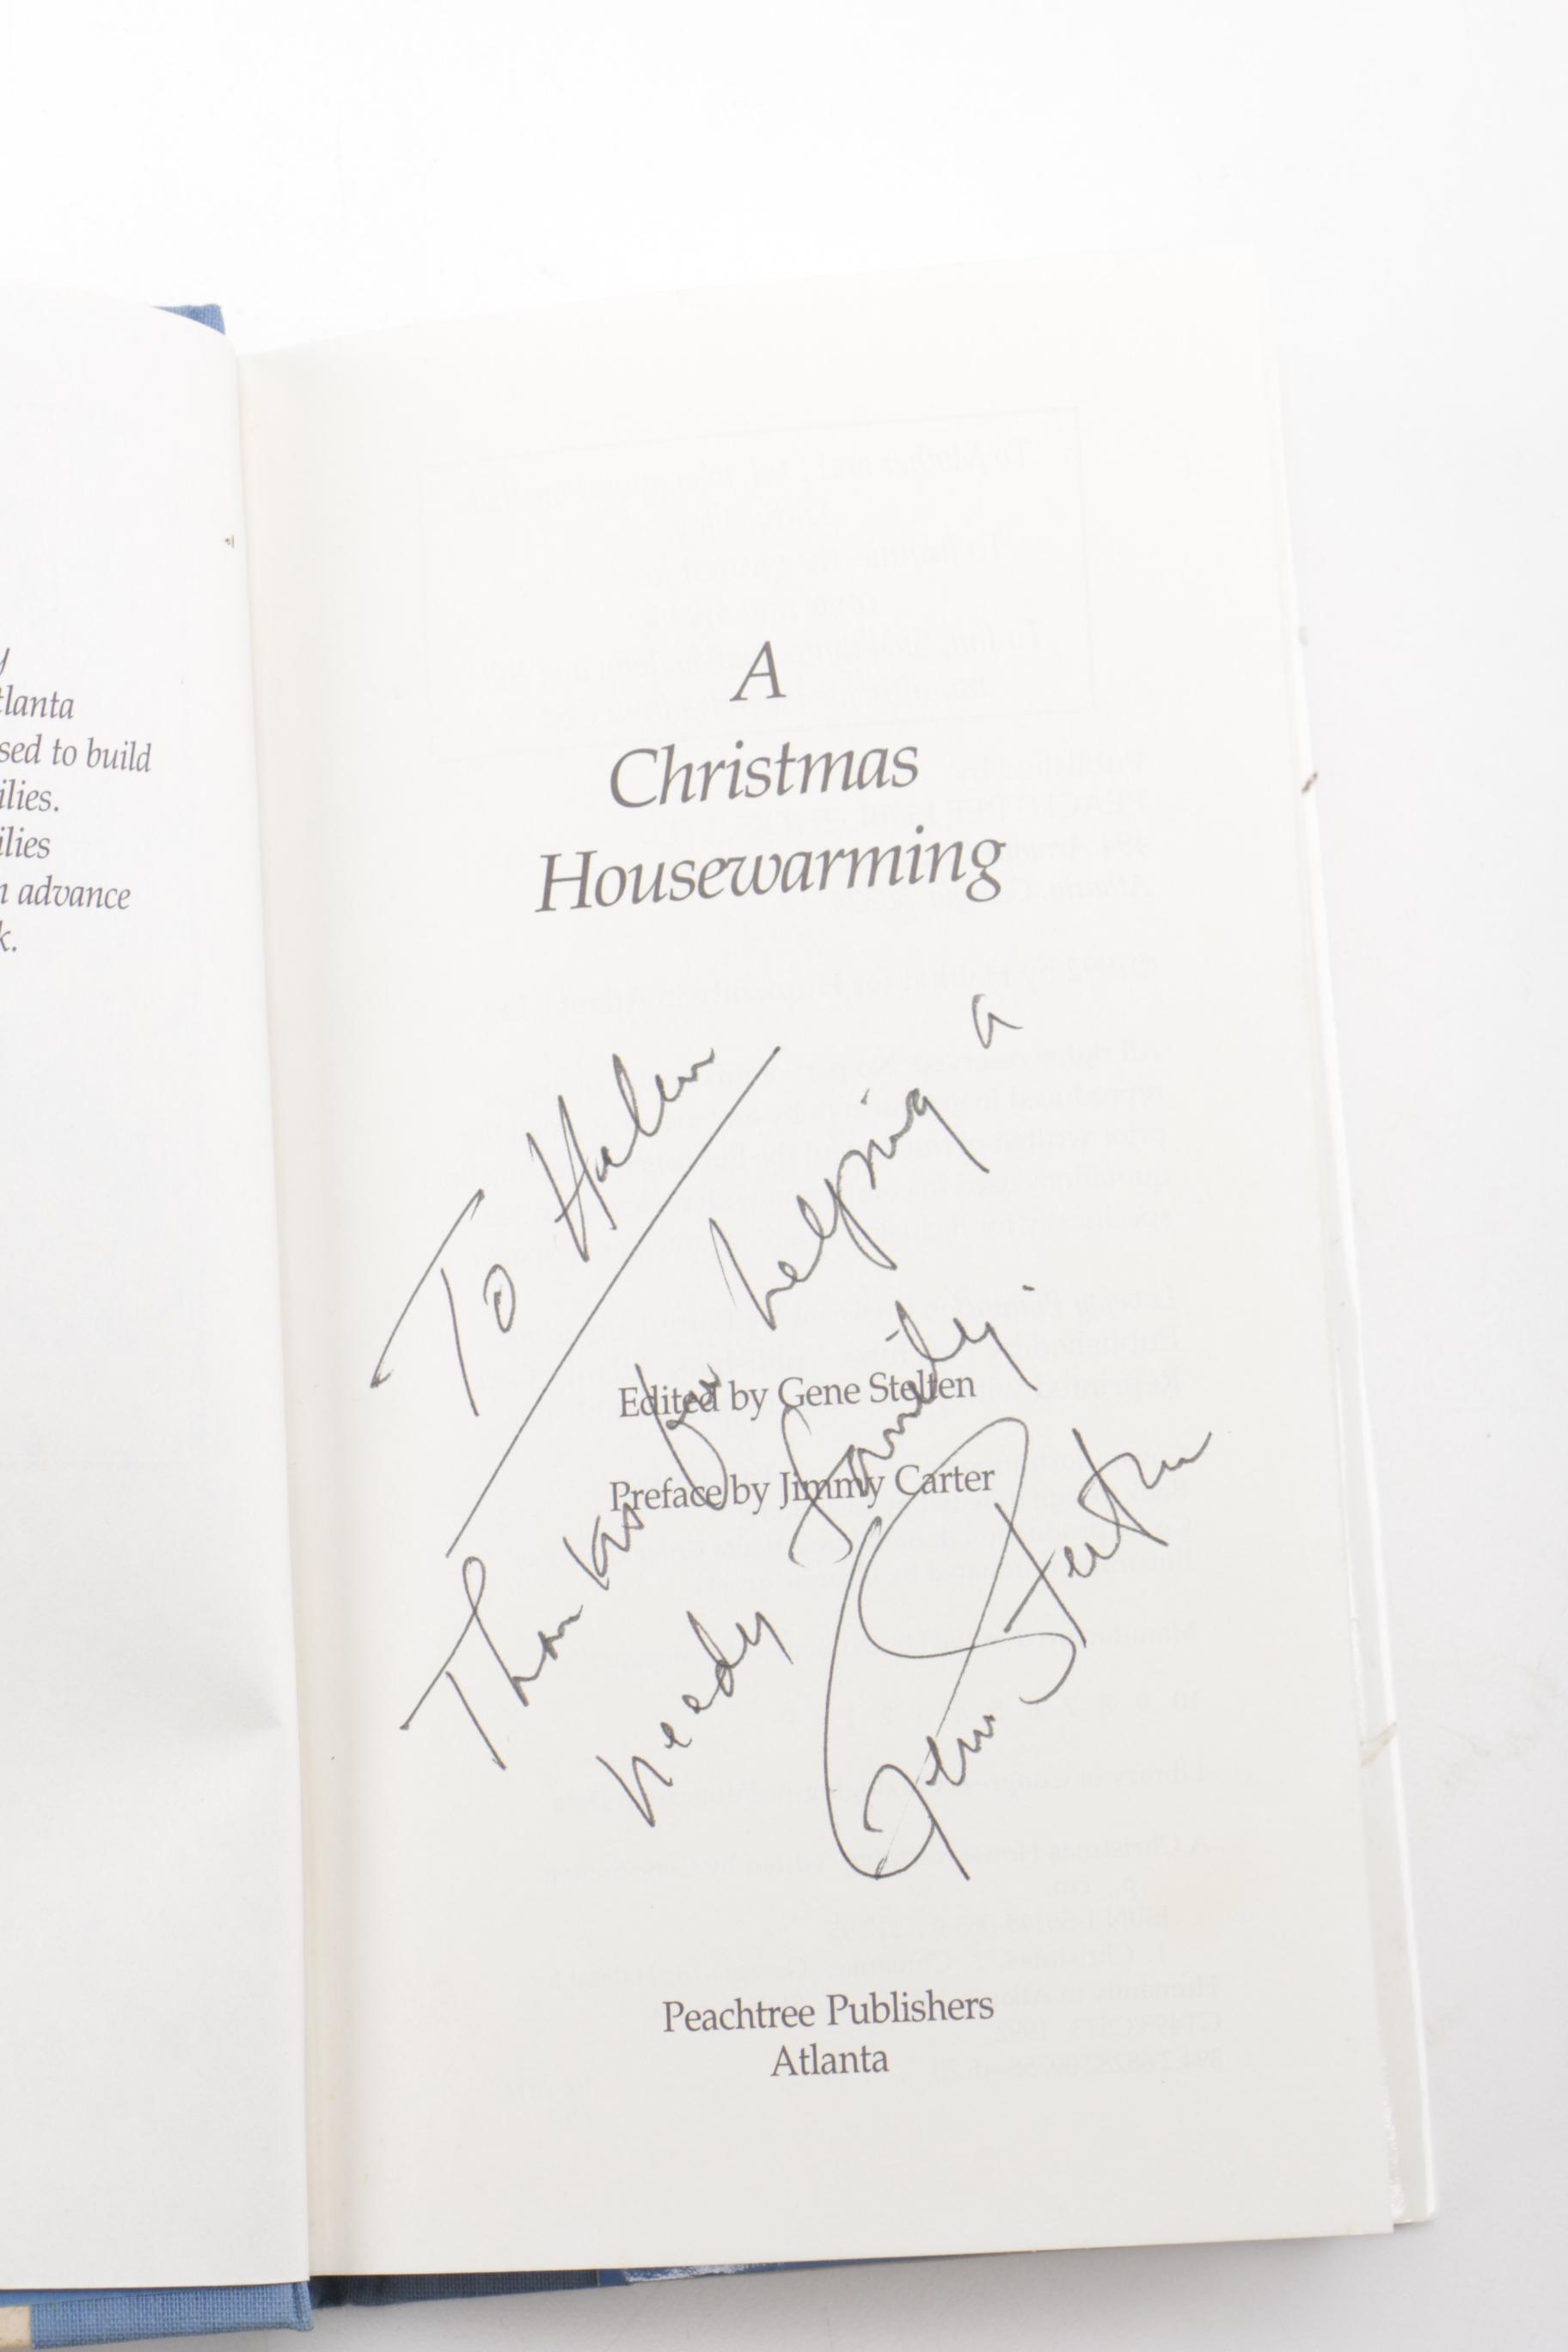 tlanta
sed to build
ilies.
ilies
advance
k.
A
Christmas
Housewarming
To Helen
Thanks for helping a
needy family.
Edited by Gene Stelten
Preface by Jimmy Carter
Gene Stelten
Peachtree Publishers
Atlanta